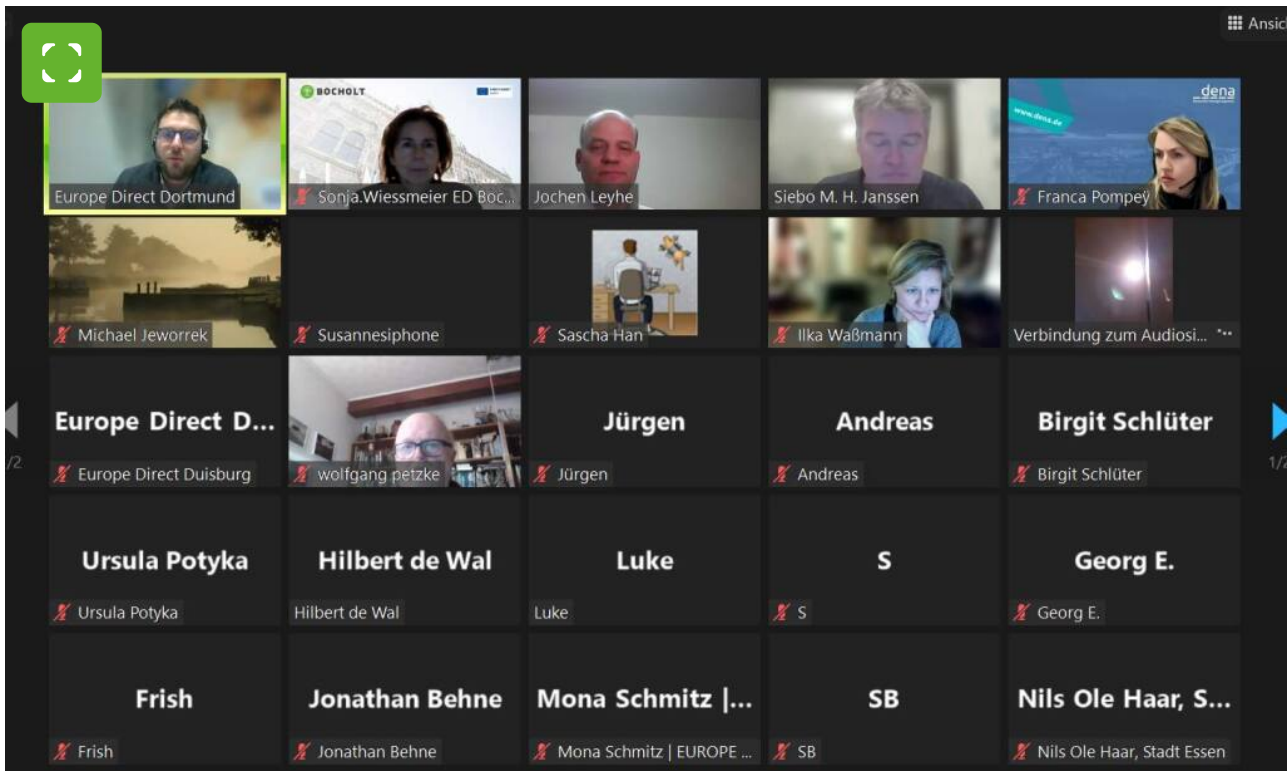 Ansic
BOCHOLT
dena
www.dena.de
Europe Direct Dortmund
Sonja.Wiessmeier ED Boc...
Jochen Leyhe
Siebo M. H. Janssen
Franca Pompeÿ
Michael Jeworrek
Susannesiphone
Sascha Han
Ilka Waßmann
Verbindung zum Audiosi...
Europe Direct D...
Jürgen
Andreas
Birgit Schlüter
/2
1/2
Europe Direct Duisburg
wolfgang petzke
Jürgen
Andreas
Birgit Schlüter
Ursula Potyka
Hilbert de Wal
Luke
S
Georg E.
Ursula Potyka
Hilbert de Wal
Luke
S
Georg E.
Frish
Jonathan Behne
Mona Schmitz |...
SB
Nils Ole Haar, S...
Frish
Jonathan Behne
Mona Schmitz | EUROPE ...
SB
Nils Ole Haar, Stadt Essen